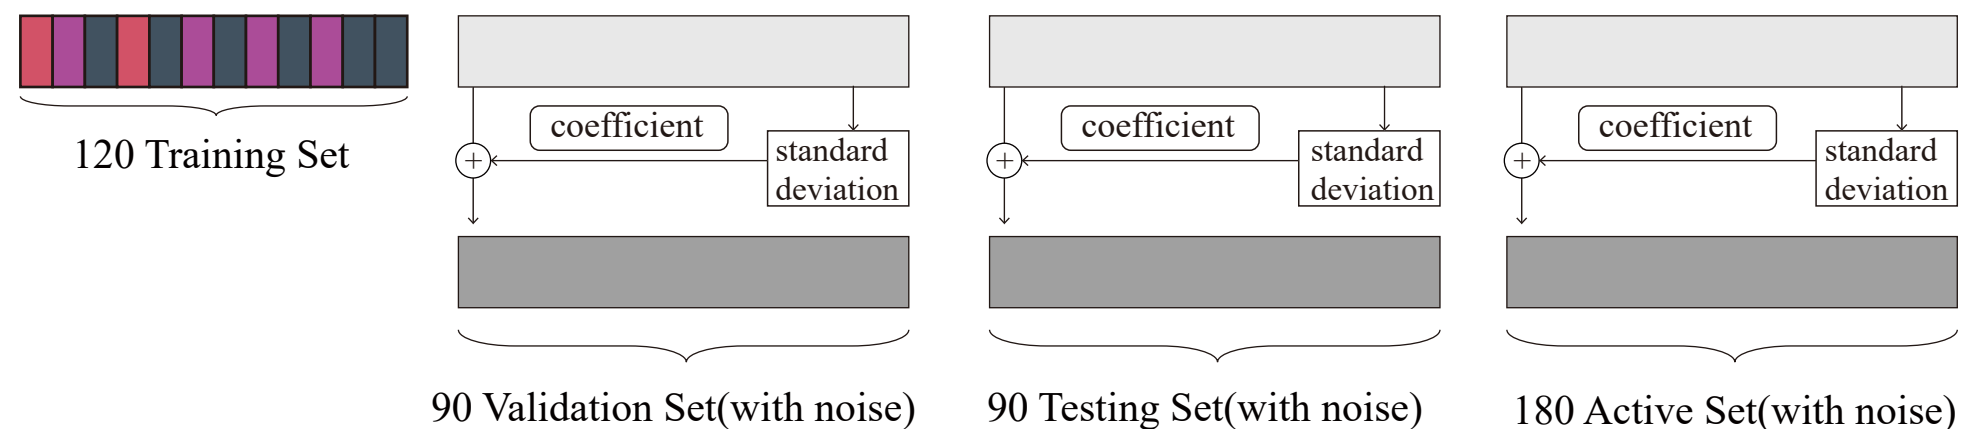 120 Training Set
coefficient
standard
deviation
+
90 Validation Set(with noise)
coefficient
standard
deviation
+
90 Testing Set(with noise)
coefficient
standard
deviation
+
180 Active Set(with noise)